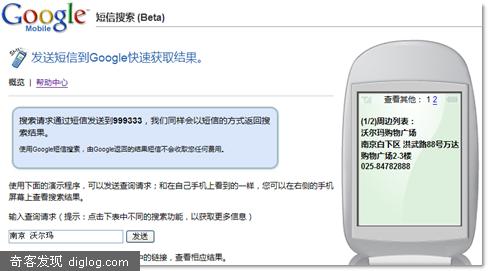 Google 短信搜索 (Beta)
Mobile
SMS
发送短信到Google快速获取结果。
概览 | 帮助中心
搜索请求通过短信发送到999333，我们同样会以短信的方式返回搜
索结果。
使用Google短信搜索，由Google返回的结果短信不会收取您任何费用。
使用下面的演示程序，可以发送查询请求；和在自己手机上看到的一样，您可以在右侧的手机
屏幕上查看搜索结果。
输入查询请求 ( 提示：点击下表中不同的搜索功能，以获取更多信息 )
南京 沃尔玛 发送
中的链接，查看相应结果。
查看其他： 1 2
(1/2)周边列表：
沃尔玛购物广场
南京白下区 洪武路88号万达
购物广场2-3楼
025-84782888
奇客发现 diglog.com